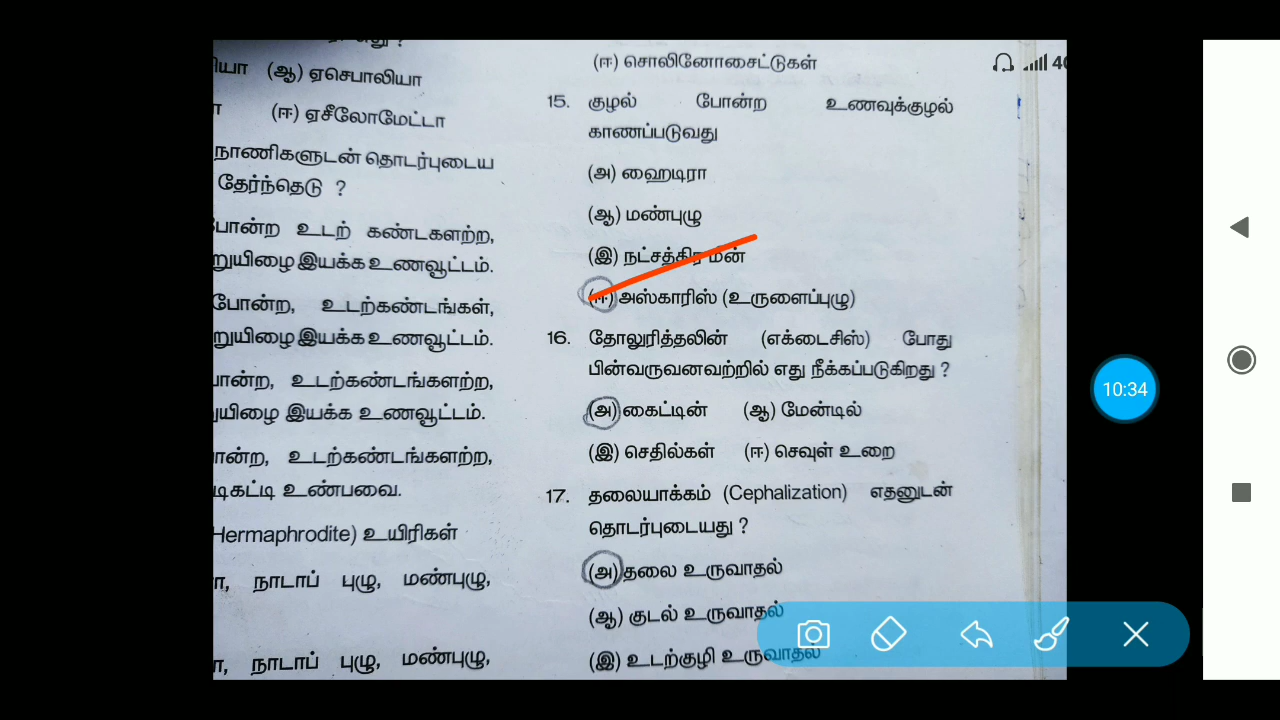 (ஆ) ஏசெபாலியா
(ஈ) ஏசீலோமேட்டா
நாணிகளுடன் தொடர்புடைய
தேர்ந்தெடு ?
போன்ற உடற் கண்டகளற்ற,
றுயிழை இயக்க உணவூட்டம்.
போன்ற, உடற்கண்டங்கள்,
றுயிழை இயக்க உணவூட்டம்.
பான்ற, உடற்கண்டங்களற்ற,
றுயிழை இயக்க உணவூட்டம்.
பான்ற, உடற்கண்டங்களற்ற,
டிகட்டி உண்பவை.
Hermaphrodite) உயிரிகள்
ா, நாடாப் புழு, மண்புழு,
ா, நாடாப் புழு, மண்புழு,
(ஈ) சொலினோசைட்டுகள்
15. குழல் போன்ற உணவுக்குழல்
காணப்படுவது
(அ) ஹைடிரா
(ஆ) மண்புழு
(இ) நட்சத்திர மீன்
(ஈ) அஸ்காரிஸ் (உருளைப்புழு)
16. தோலுரித்தலின் (எக்டைசிஸ்) போது
பின்வருவனவற்றில் எது நீக்கப்படுகிறது ?
(அ) கைட்டின் (ஆ) மேன்டில்
(இ) செதில்கள் (ஈ) செவுள் உறை
17. தலையாக்கம் (Cephalization) எதனுடன்
தொடர்புடையது ?
(அ) தலை உருவாதல்
(ஆ) குடல் உருவாதல்
(இ) உடற்குழி உருவாதல்
4G
10:34